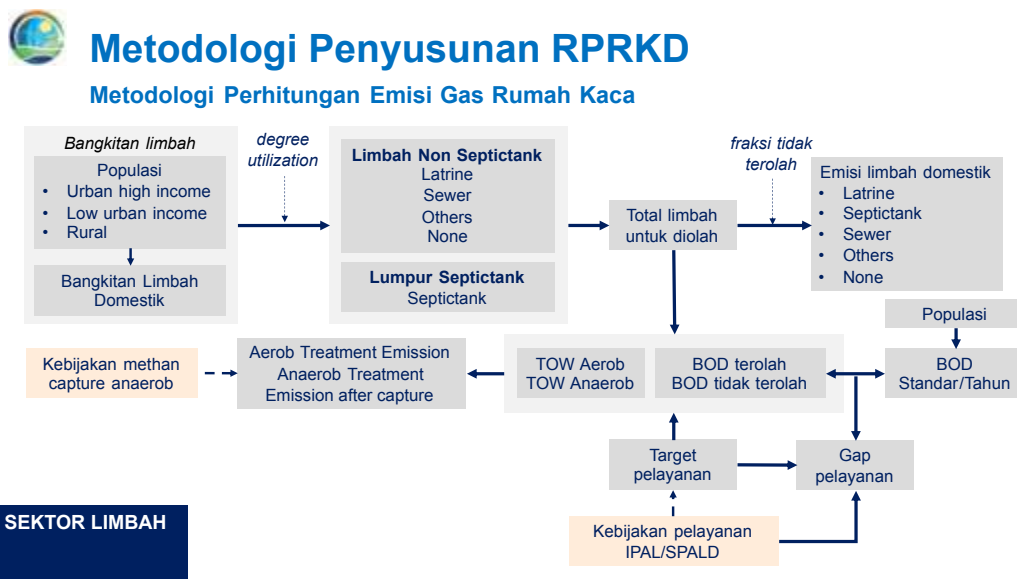 Metodologi Penyusunan RPRKD
Metodologi Perhitungan Emisi Gas Rumah Kaca
Bangkitan limbah
Populasi
• Urban high income
• Low urban income
• Rural
Bangkitan Limbah
Domestik
degree
utilization
Limbah Non Septictank
Latrine
Sewer
Others
None
Lumpur Septictank
Septictank
Total limbah
untuk diolah
fraksi tidak
terolah
Emisi limbah domestik
• Latrine
• Septictank
• Sewer
• Others
• None
Populasi
BOD
Standar/Tahun
Kebijakan methan
capture anaerob
Aerob Treatment Emission
Anaerob Treatment
Emission after capture
TOW Aerob
TOW Anaerob
BOD terolah
BOD tidak terolah
Target
pelayanan
Gap
pelayanan
Kebijakan pelayanan
IPAL/SPALD
SEKTOR LIMBAH